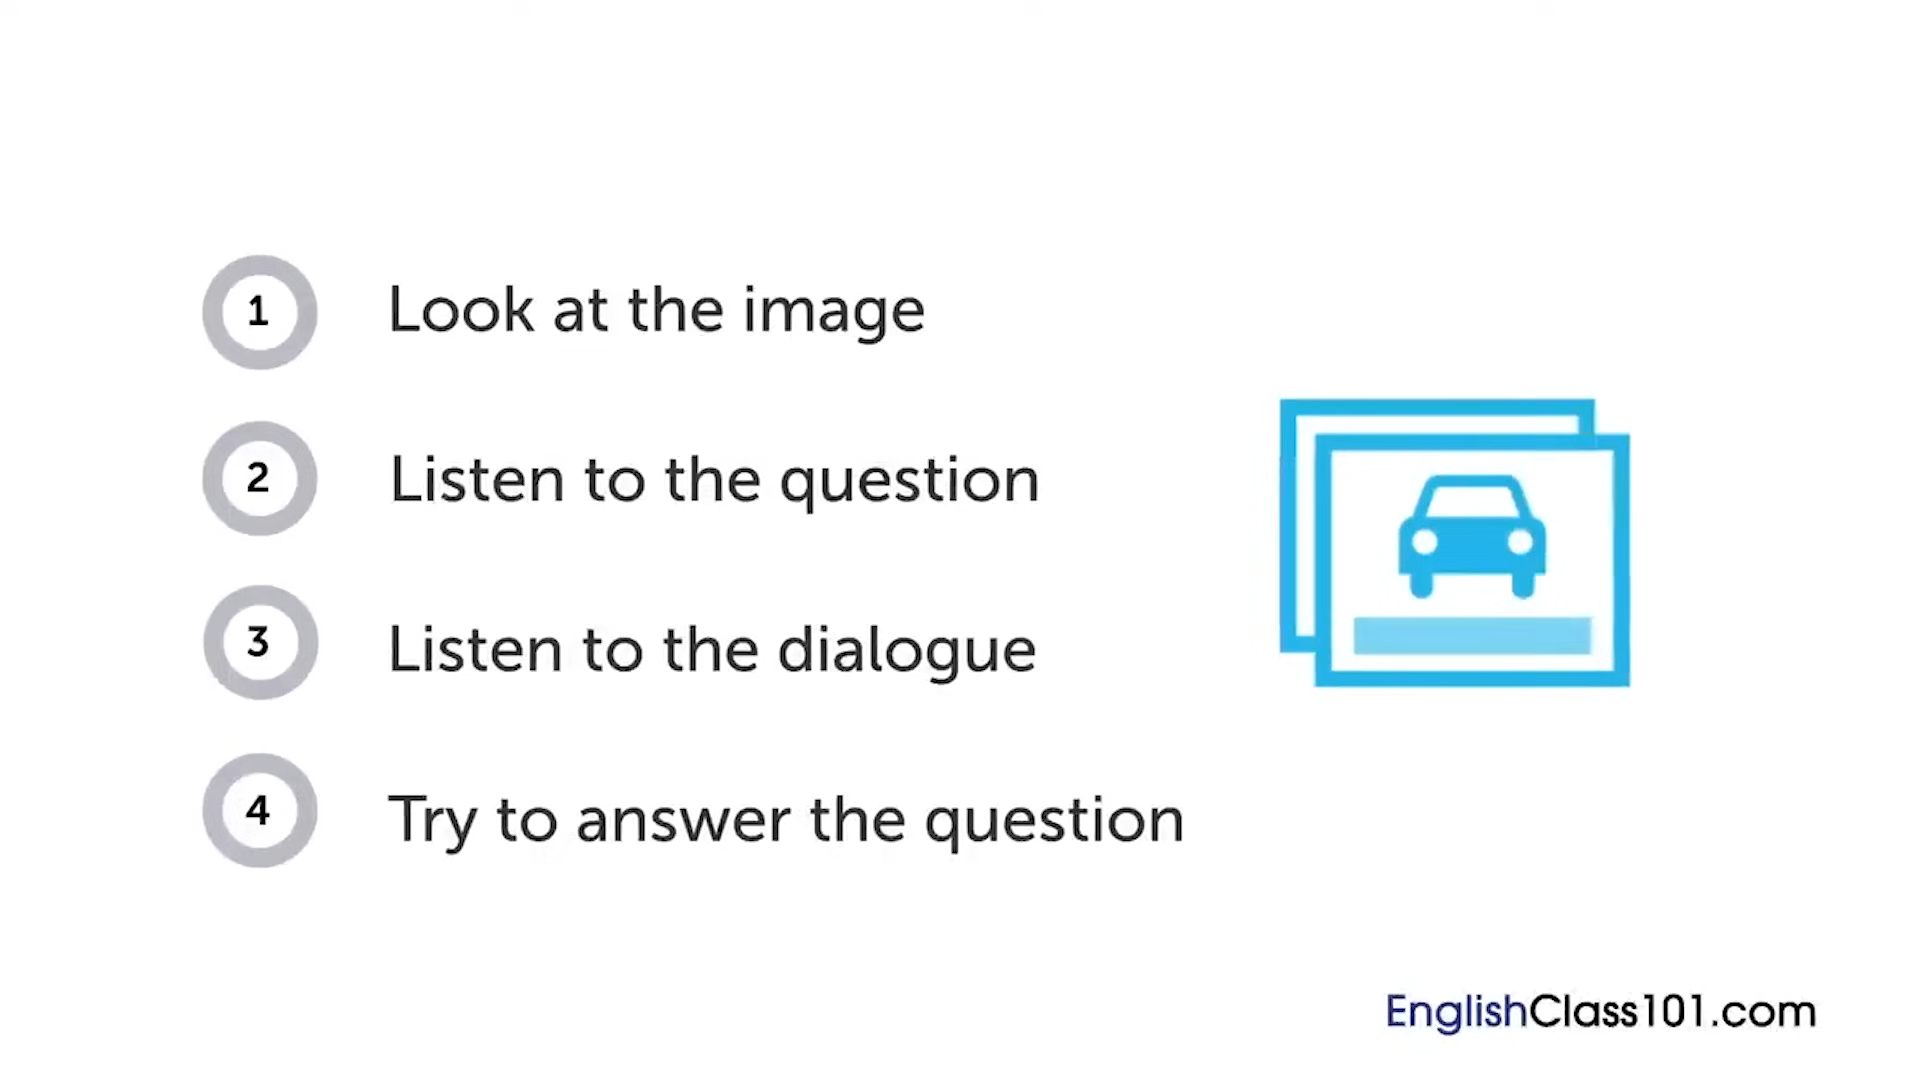 1 Look at the image
2 Listen to the question
3 Listen to the dialogue
4 Try to answer the question
EnglishClass101.com